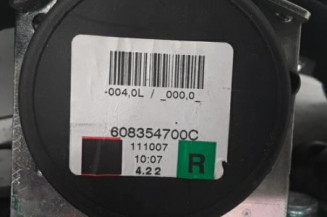 -004,0L / _000,0_
608354700C
111007
10:07
4.22
R